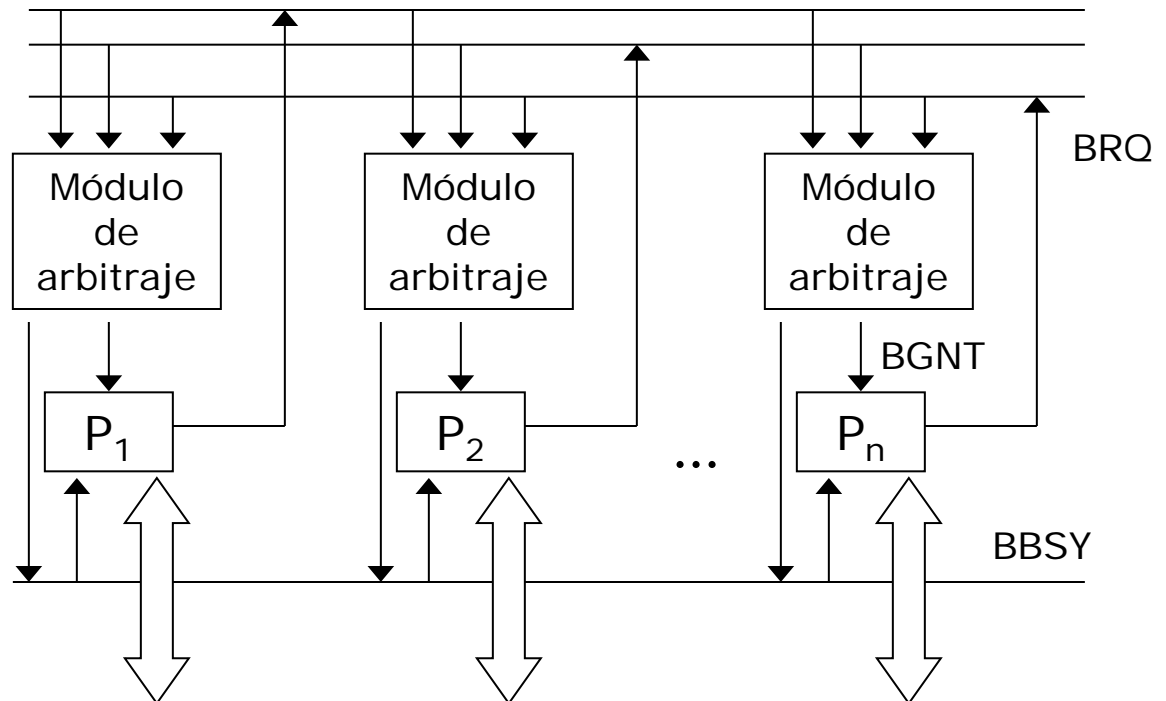 BRQ
Módulo
de
arbitraje
Módulo
de
arbitraje
Módulo
de
arbitraje
BGNT
P1
P2
...
Pn
BBSY